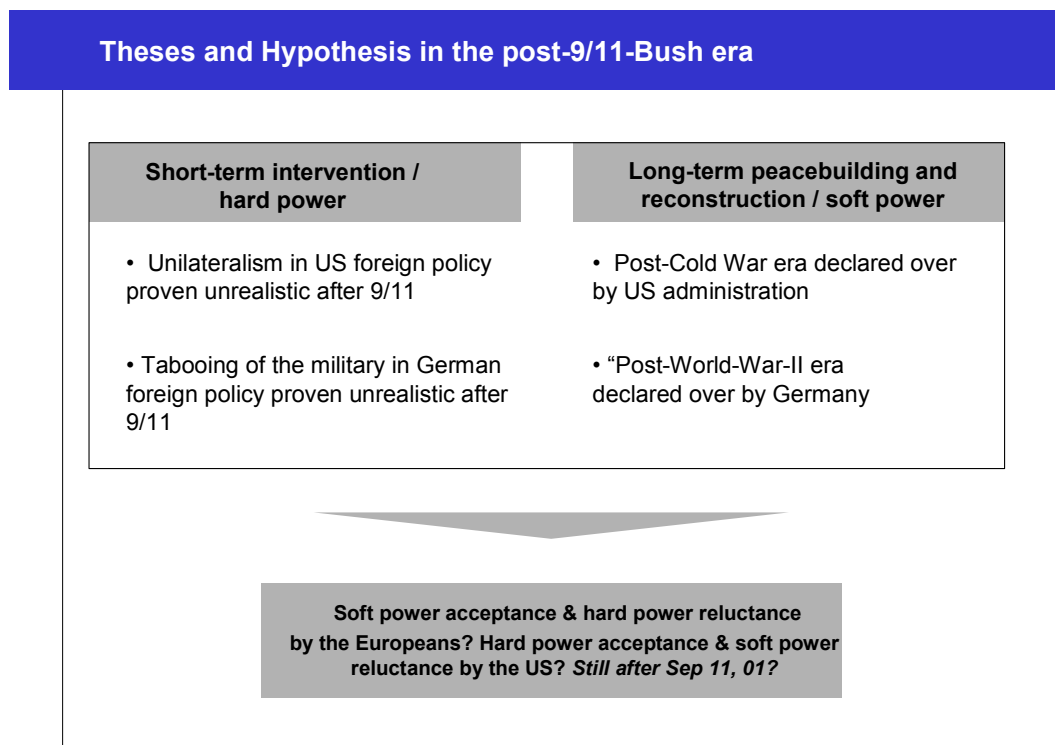 Theses and Hypothesis in the post-9/11-Bush era
Short-term intervention /
hard power
• Unilateralism in US foreign policy
proven unrealistic after 9/11
• Tabooing of the military in German
foreign policy proven unrealistic after
9/11
Long-term peacebuilding and
reconstruction / soft power
• Post-Cold War era declared over
by US administration
• “Post-World-War-II era
declared over by Germany
Soft power acceptance & hard power reluctance
by the Europeans? Hard power acceptance & soft power
reluctance by the US? Still after Sep 11, 01?